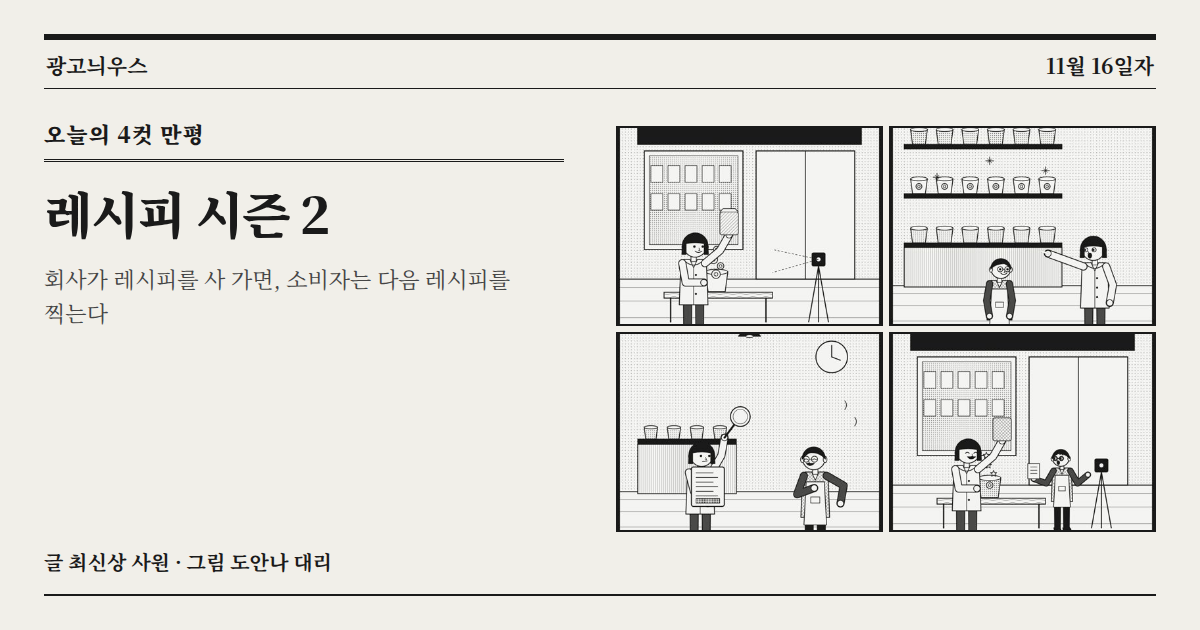 광고늬우스
11월 16일자
오늘의 4컷 만평
레시피 시즌 2
회사가 레시피를 사 가면, 소비자는 다음 레시피를
찍는다
글 최신상 사원 · 그림 도안나 대리